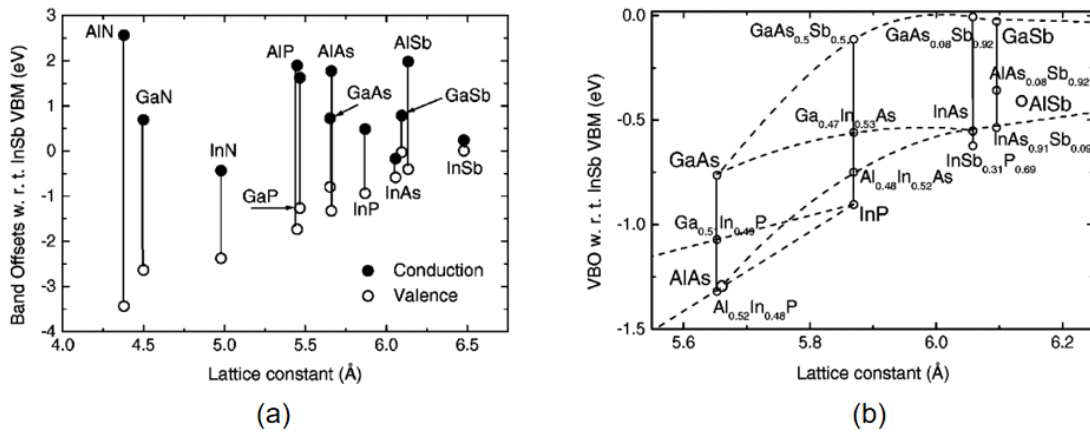 (a)
Band Offsets w. r. t. InSb VBM (eV)
3
2
1
0
-1
-2
-3
-4
AlN
GaN
InN
AlP
AlAs
AlSb
GaAs
GaSb
GaP
InP
InAs
InSb
Conduction
Valence
4.0 4.5 5.0 5.5 6.0 6.5
Lattice constant (Å)
(a)
VBO w. r. t. InSb VBM (eV)
0.0
-0.5
-1.0
-1.5
GaAs0.5Sb0.5
GaAs0.08Sb0.92
GaSb
AlAs0.08Sb0.92
AlSb
Ga0.47In0.53As
InAs
InAs0.91Sb0.09
InSb0.31P0.69
GaAs
Al0.48In0.52As
InP
Ga0.51In0.49P
AlAs
Al0.52In0.48P
5.6 5.8 6.0 6.2
Lattice constant (Å)
(b)